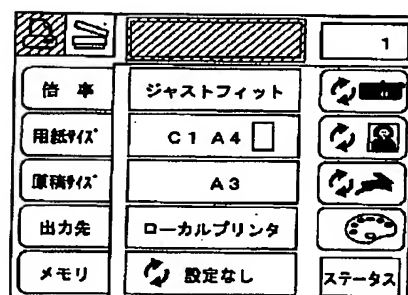 1
倍 率 ジャストフィット
用紙サイズ C1 A4
原稿サイズ A3
出力先 ローカルプリンタ
メモリ 設定なし ステータス